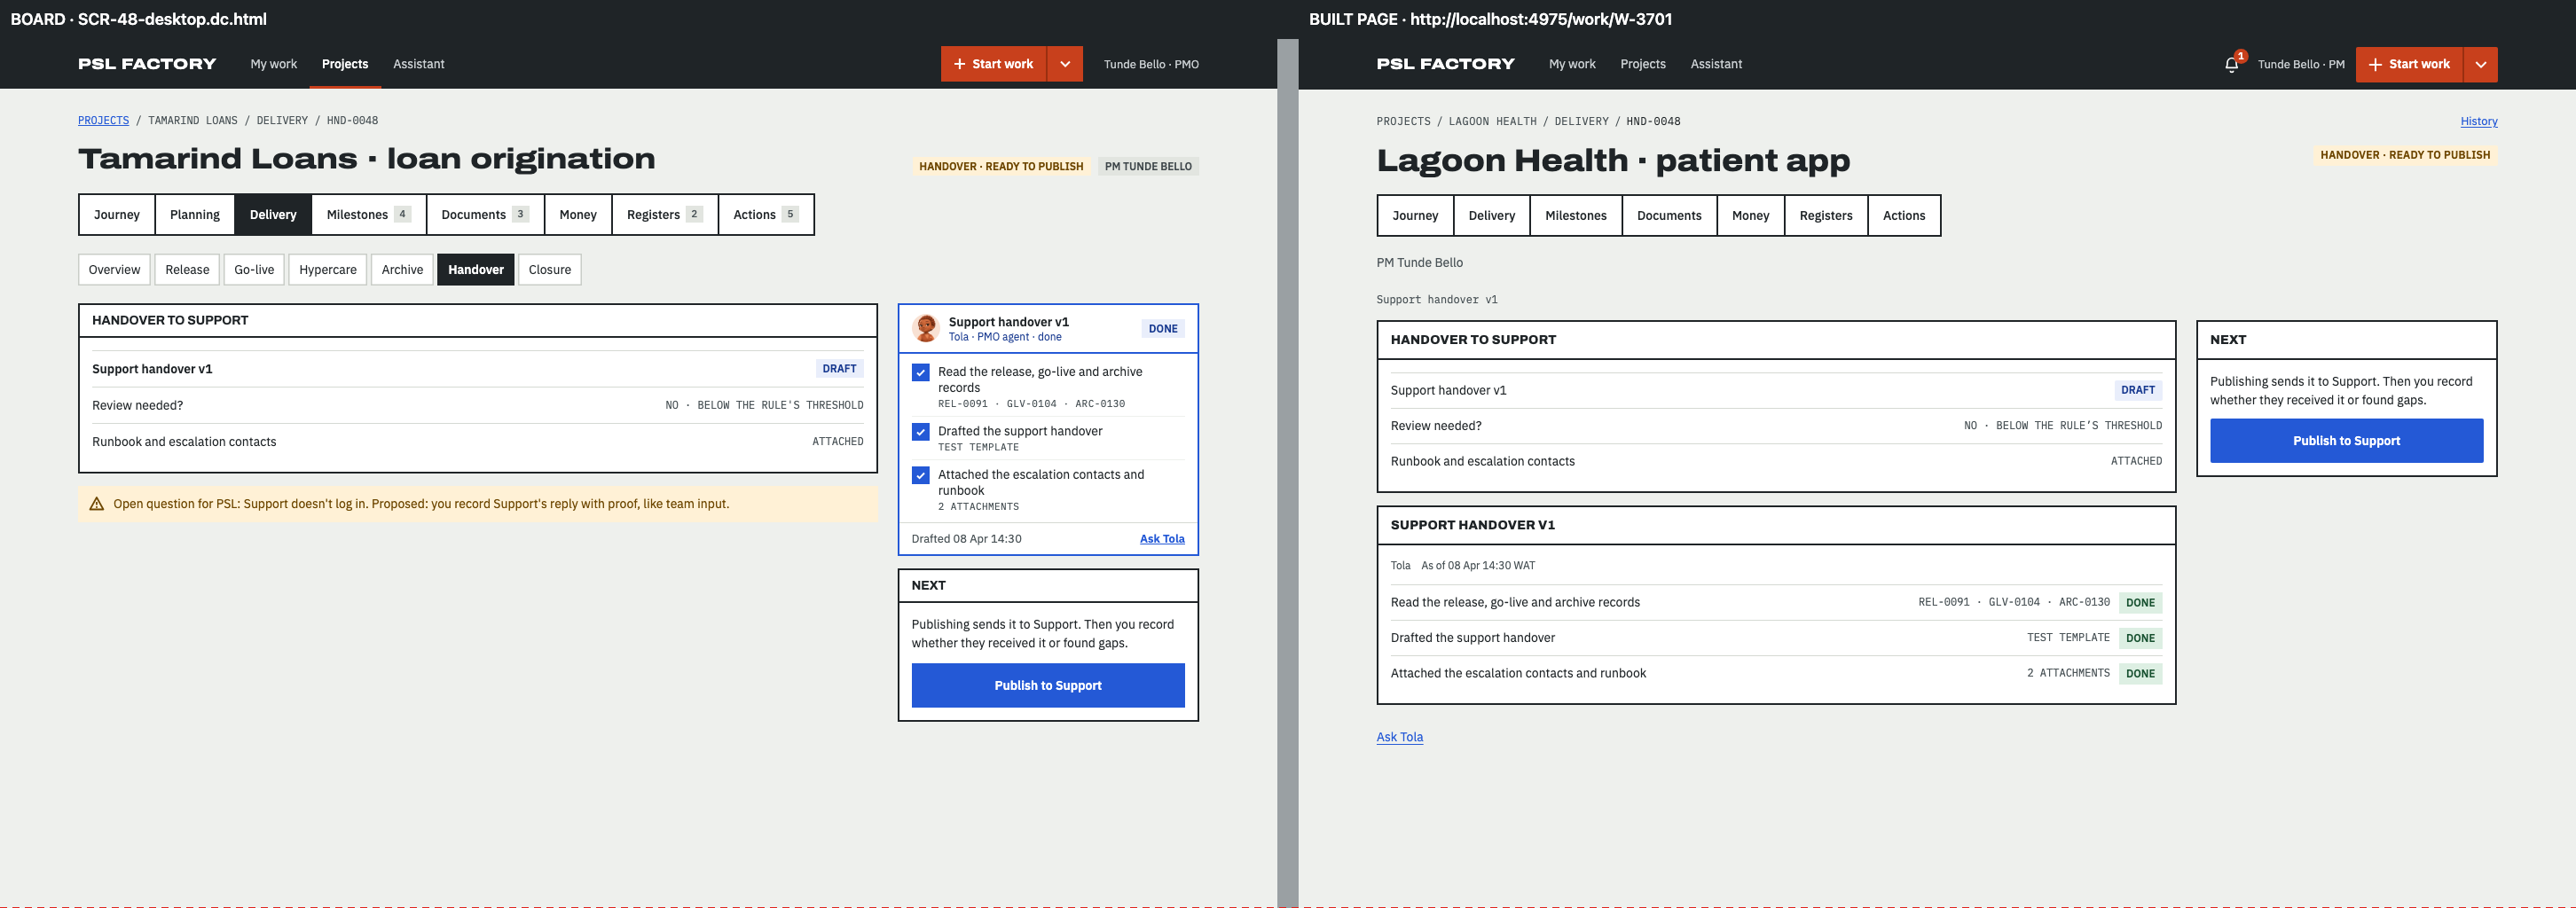 BOARD · SCR-48-desktop.dc.html
PSL FACTORY
My work
Projects
Assistant
+ Start work
Tunde Bello · PMO
PROJECTS / TAMARIND LOANS / DELIVERY / HND-0048
Tamarind Loans · loan origination
HANDOVER · READY TO PUBLISH
PM TUNDE BELLO
Journey
Planning
Delivery
Milestones 4
Documents 3
Money
Registers 2
Actions 5
Overview
Release
Go-live
Hypercare
Archive
Handover
Closure
HANDOVER TO SUPPORT
Support handover v1
DRAFT
Review needed?
NO · BELOW THE RULE'S THRESHOLD
Runbook and escalation contacts
ATTACHED
Open question for PSL: Support doesn't log in. Proposed: you record Support's reply with proof, like team input.
Support handover v1
Tola · PMO agent · done
DONE
Read the release, go-live and archive
records
REL-0091 · GLV-0104 · ARC-0130
Drafted the support handover
TEST TEMPLATE
Attached the escalation contacts and
runbook
2 ATTACHMENTS
Drafted 08 Apr 14:30
Ask Tola
NEXT
Publishing sends it to Support. Then you record
whether they received it or found gaps.
Publish to Support
BUILT PAGE · http://localhost:4975/work/W-3701
PSL FACTORY
My work
Projects
Assistant
1
Tunde Bello · PM
+ Start work
PROJECTS / LAGOON HEALTH / DELIVERY / HND-0048
History
Lagoon Health · patient app
HANDOVER · READY TO PUBLISH
Journey
Delivery
Milestones
Documents
Money
Registers
Actions
PM Tunde Bello
Support handover v1
HANDOVER TO SUPPORT
Support handover v1
DRAFT
Review needed?
NO · BELOW THE RULE’S THRESHOLD
Runbook and escalation contacts
ATTACHED
SUPPORT HANDOVER V1
Tola As of 08 Apr 14:30 WAT
Read the release, go-live and archive records
REL-0091 · GLV-0104 · ARC-0130
DONE
Drafted the support handover
TEST TEMPLATE
DONE
Attached the escalation contacts and runbook
2 ATTACHMENTS
DONE
Ask Tola
NEXT
Publishing sends it to Support. Then you record
whether they received it or found gaps.
Publish to Support